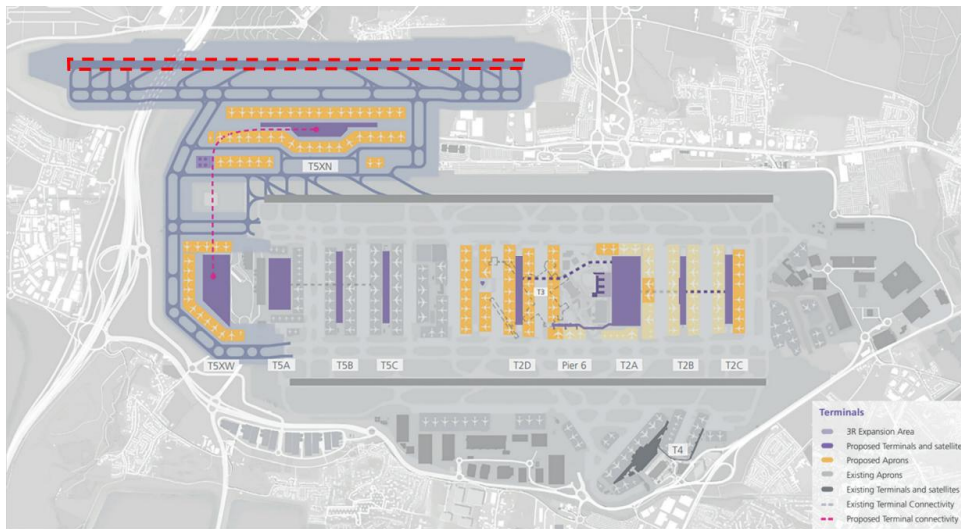 T5XN
T3
T5XW
T5A
T5B
T5C
T2D
Pier 6
T2A
T2B
T2C
T4
Terminals
3R Expansion Area
Proposed Terminals and satellite
Proposed Aprons
Existing Aprons
Existing Terminals and satellites
Existing Terminal Connectivity
Proposed Terminal connectivity